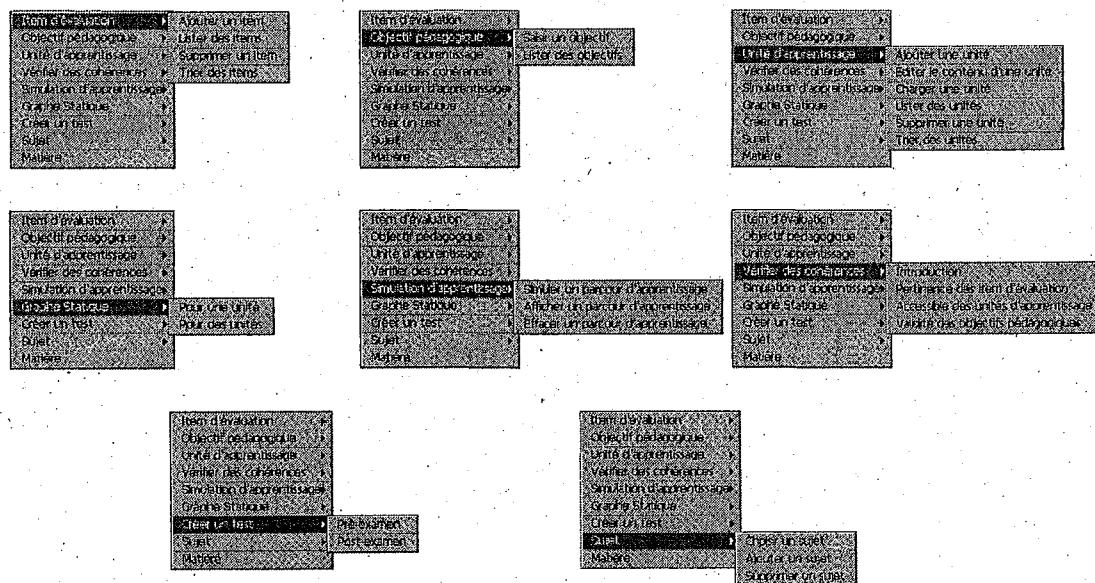 Item d'évaluation
Objectif pédagogique
Unité d'apprentissage
Vérifier des cohérences
Simulation d'apprentissage
Graphe Statique
Créer un test
Sujet
Matière
Ajouter un item
Lister des items
Supprimer un item
Trier des items
Item d'évaluation
Objectif pédagogique
Unité d'apprentissage
Vérifier des cohérences
Simulation d'apprentissage
Graphe Statique
Créer un test
Sujet
Matière
Saisir un objectif
Lister des objectifs
Item d'évaluation
Objectif pédagogique
Unité d'apprentissage
Vérifier des cohérences
Simulation d'apprentissage
Graphe Statique
Créer un test
Sujet
Matière
Ajouter une unité
Editer le contenu d'une unité
Charger une unité
Lister des unités
Supprimer une unité
Trier des unités
Item d'évaluation
Objectif pédagogique
Unité d'apprentissage
Vérifier des cohérences
Simulation d'apprentissage
Graphe Statique
Créer un test
Sujet
Matière
Pour une unité
Pour des unités
Item d'évaluation
Objectif pédagogique
Unité d'apprentissage
Vérifier des cohérences
Simulation d'apprentissage
Graphe Statique
Créer un test
Sujet
Matière
Simuler un parcour d'apprentissage
Afficher un parcour d'apprentissage
Effacer un parcour d'apprentissage
Item d'évaluation
Objectif pédagogique
Unité d'apprentissage
Vérifier des cohérences
Simulation d'apprentissage
Graphe Statique
Créer un test
Sujet
Matière
Introduction
Pertinence des item d'évaluation
Accessible des unités d'apprentissage
Validité des objectifs pédagogiques
Item d'évaluation
Objectif pédagogique
Unité d'apprentissage
Vérifier des cohérences
Simulation d'apprentissage
Graphe Statique
Créer un test
Sujet
Matière
Pré-examen
Post-examen
Item d'évaluation
Objectif pédagogique
Unité d'apprentissage
Vérifier des cohérences
Simulation d'apprentissage
Graphe Statique
Créer un test
Sujet
Matière
Choisir un sujet
Ajouter un sujet
Supprimer un sujet